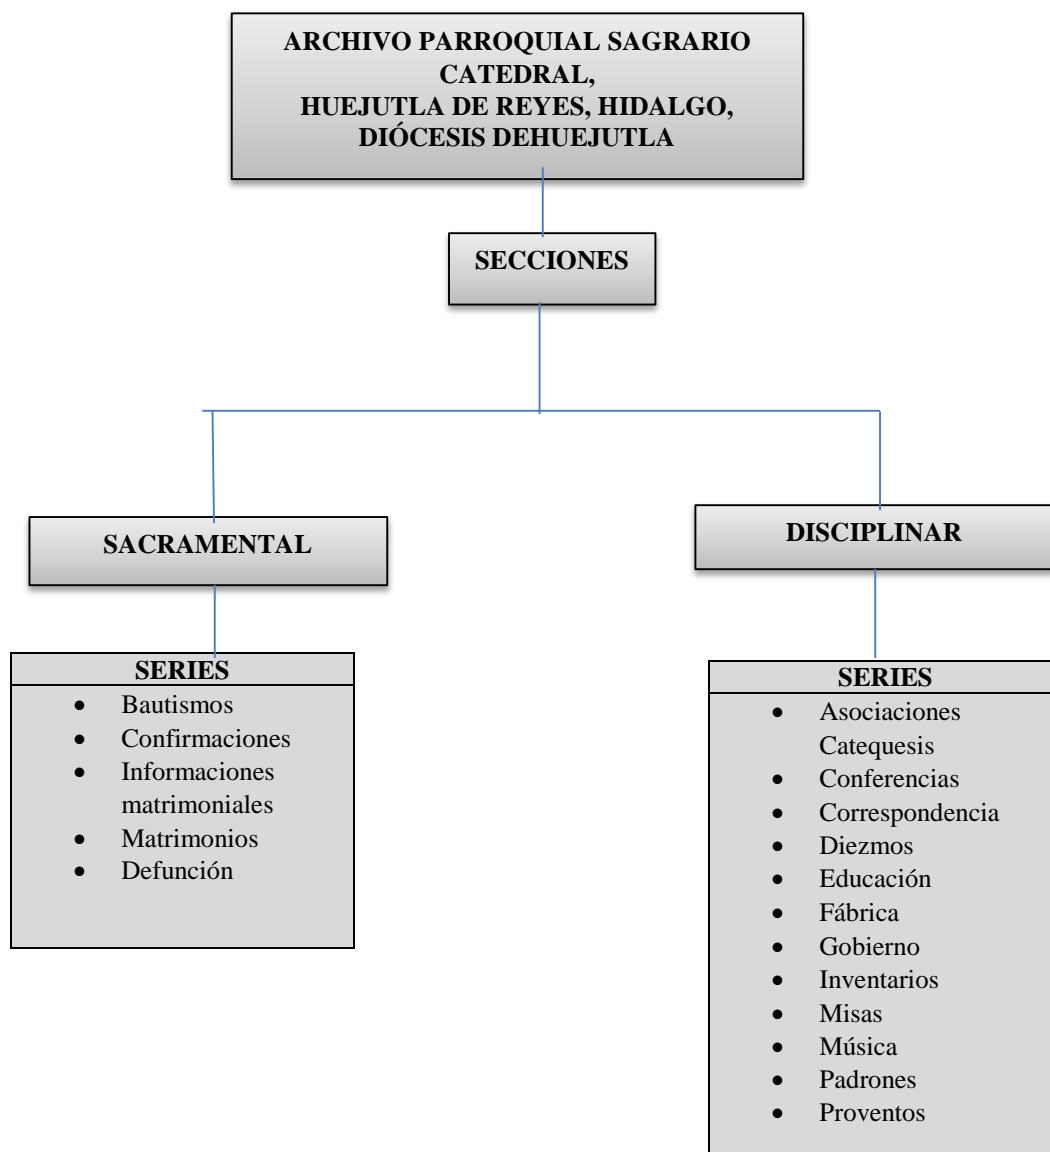 ARCHIVO PARROQUIAL SAGRARIO
CATEDRAL,
HUEJUTLA DE REYES, HIDALGO,
DIÓCESIS DEHUEJUTLA
SECCIONES
SACRAMENTAL
DISCIPLINAR
SERIES
• Bautismos
• Confirmaciones
• Informaciones
matrimoniales
• Matrimonios
• Defunción
SERIES
• Asociaciones
Catequesis
• Conferencias
• Correspondencia
• Diezmos
• Educación
• Fábrica
• Gobierno
• Inventarios
• Misas
• Música
• Padrones
• Proventos